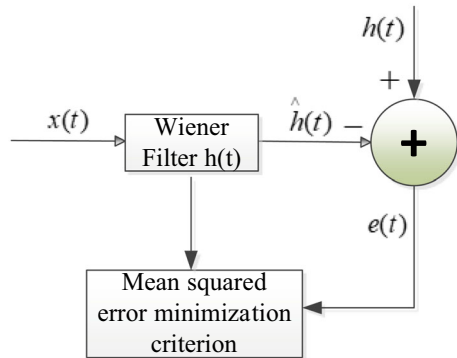 h(t)
+
x(t)
Wiener
Filter h(t)
ĥ(t) −
+
e(t)
Mean squared
error minimization
criterion